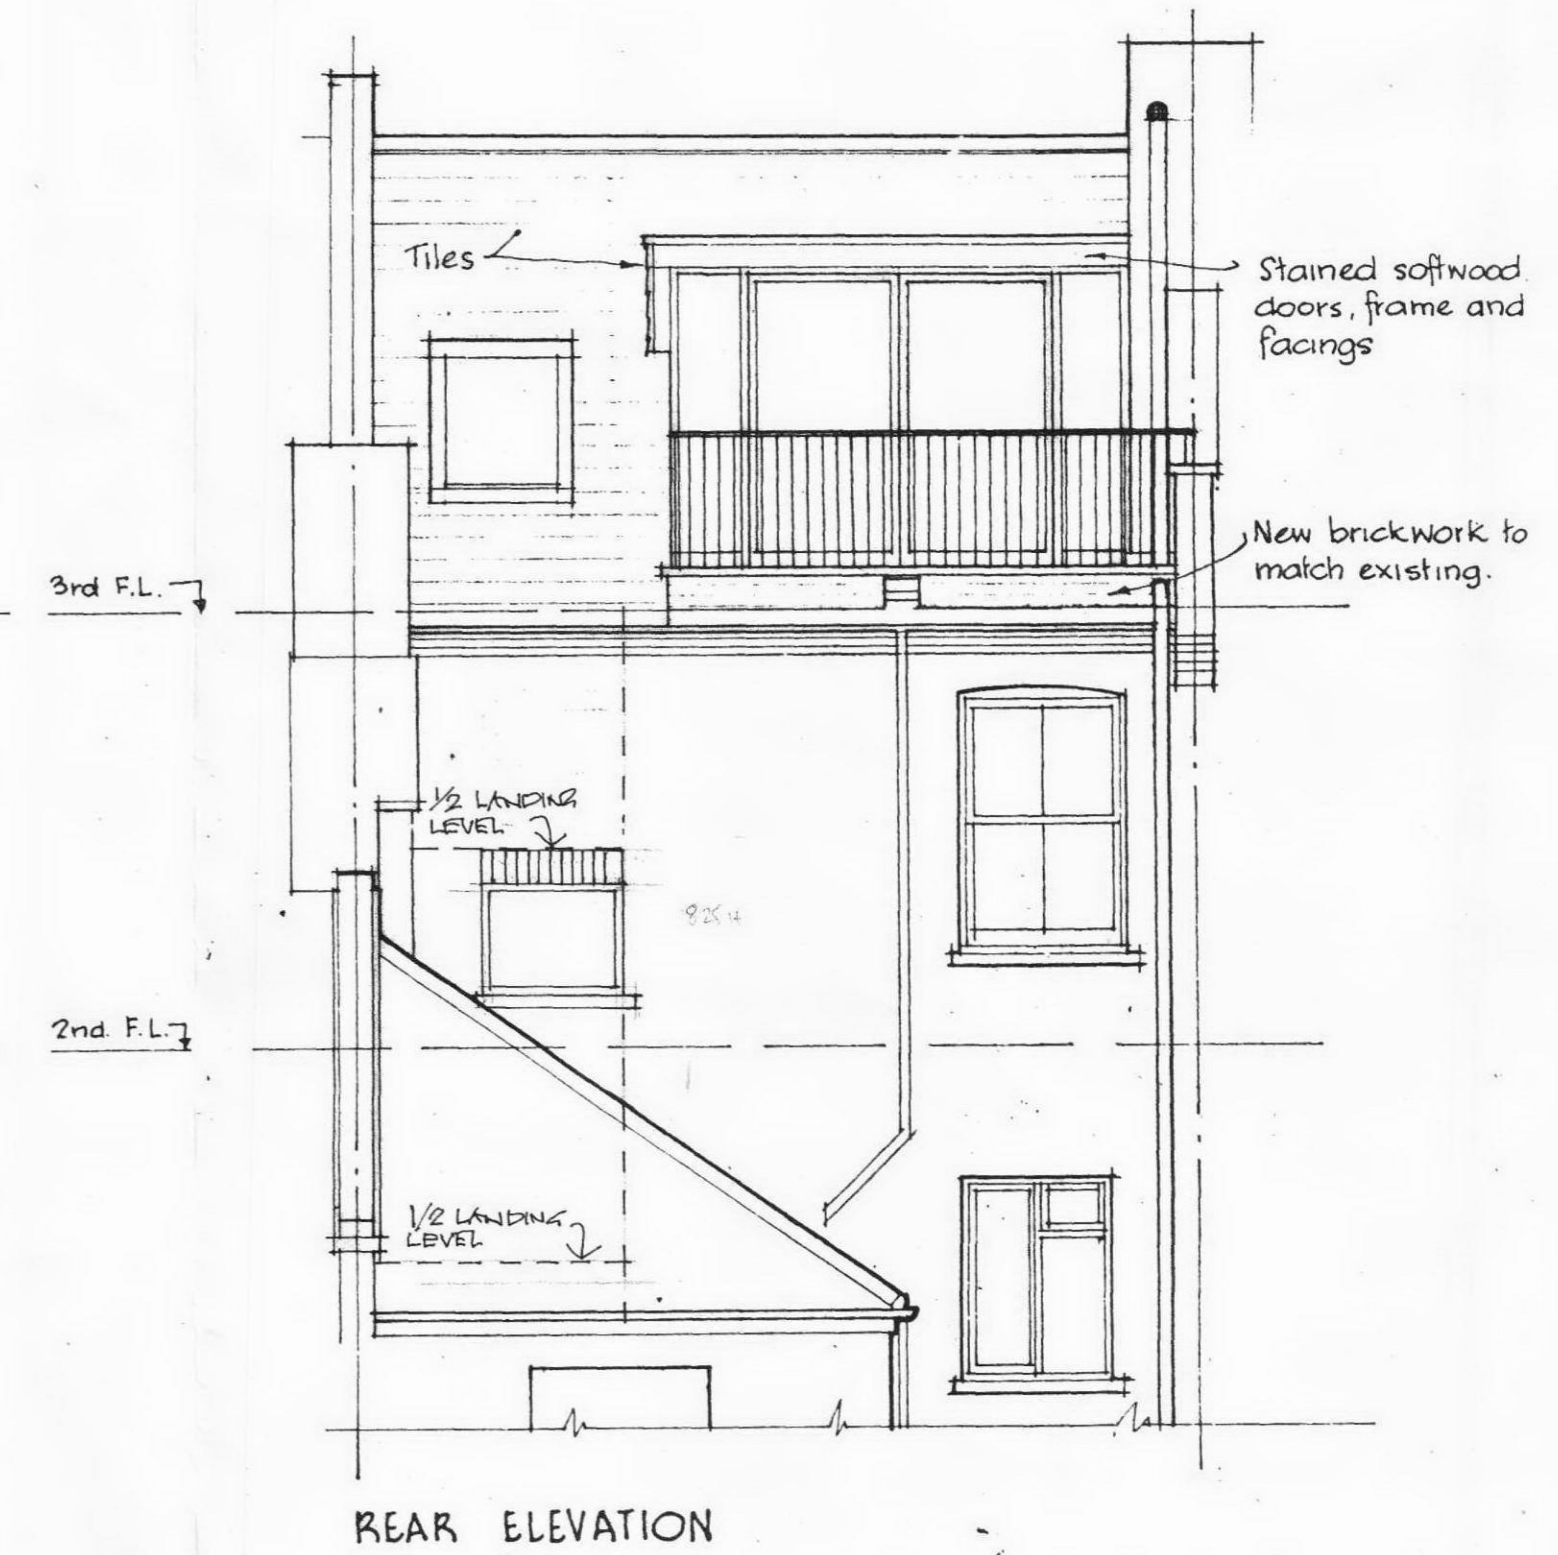 Tiles
Stained softwood
doors, frame and
facings
New brickwork to
match existing.
3rd F.L.
1/2 LANDING
LEVEL
2nd. F.L.
1/2 LANDING
LEVEL
REAR ELEVATION